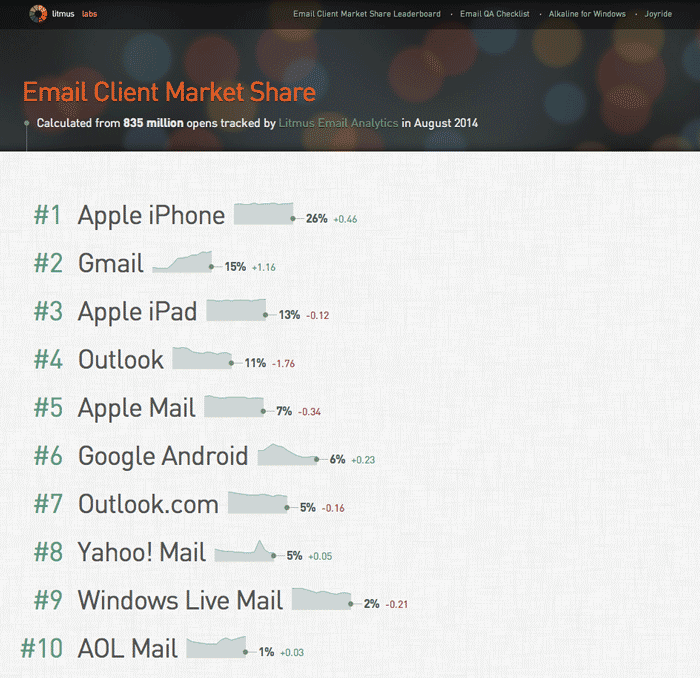 litmus labs Email Client Market Share Leaderboard · Email QA Checklist · Alkaline for Windows · Joyride
Email Client Market Share
Calculated from 835 million opens tracked by Litmus Email Analytics in August 2014
#1 Apple iPhone 26% +0.46
#2 Gmail 15% +1.16
#3 Apple iPad 13% -0.12
#4 Outlook 11% -1.76
#5 Apple Mail 7% -0.34
#6 Google Android 6% +0.23
#7 Outlook.com 5% -0.16
#8 Yahoo! Mail 5% +0.05
#9 Windows Live Mail 2% -0.21
#10 AOL Mail 1% +0.03